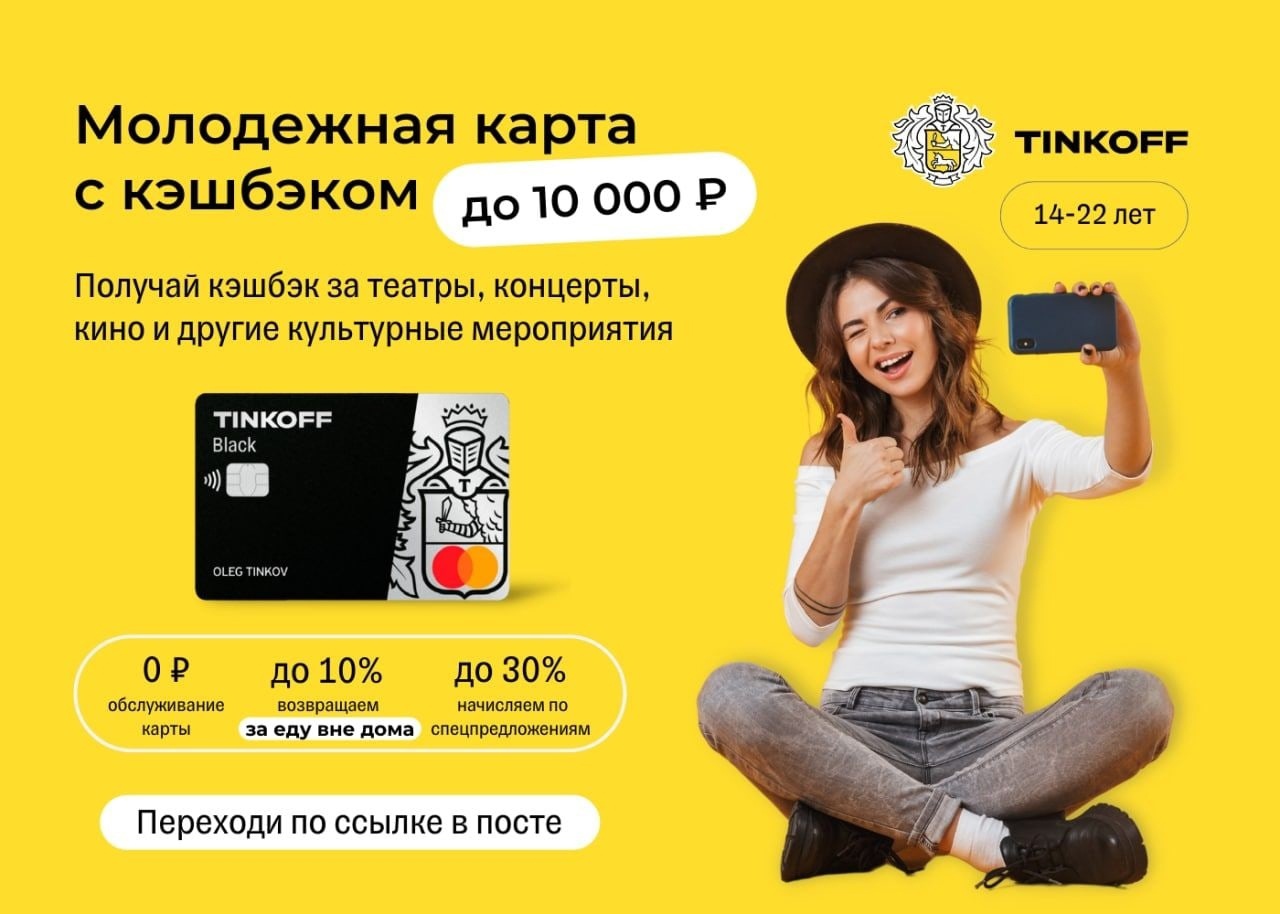 Молодежная карта
с кэшбэком до 10 000 ₽
TINKOFF
14-22 лет
Получай кэшбэк за театры, концерты,
кино и другие культурные мероприятия
TINKOFF
Black
T
OLEG TINKOV
0 ₽
обслуживание
карты
до 10%
возвращаем
за еду вне дома
до 30%
начисляем по
спецпредложениям
Переходи по ссылке в посте